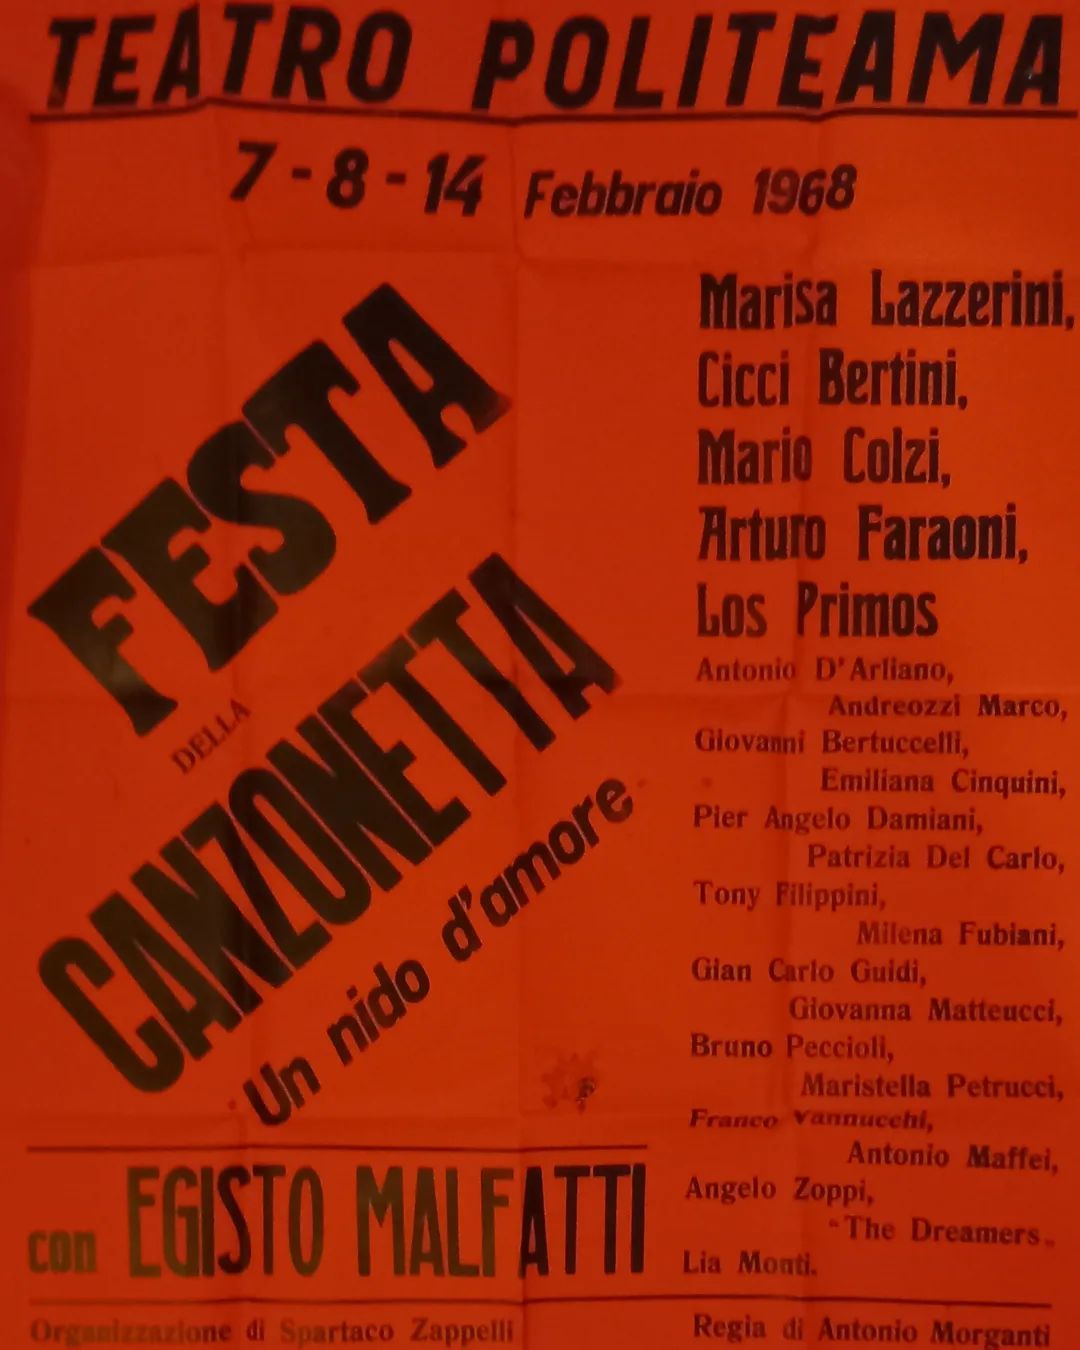 TEATRO POLITEAMA
7-8-14 Febbraio 1968
FESTA
DELLA
CANZONETTA
Un nido d'amore
con EGISTO MALFATTI
Organizzazione di Spartaco Zappelli
Marisa Lazzerini,
Cicci Bertini,
Mario Colzi,
Arturo Faraoni,
Los Primos
Antonio D'Arliano,
Andreozzi Marco,
Giovanni Bertuccelli,
Emiliana Cinquini,
Pier Angelo Damiani,
Patrizia Del Carlo,
Tony Filippini,
Milena Fubiani,
Gian Carlo Guidi,
Giovanna Matteucci,
Bruno Peccioli,
Maristella Petrucci,
Franco Vannucchi,
Antonio Maffei,
Angelo Zoppi,
"The Dreamers„
Lia Monti.
Regia di Antonio Morganti